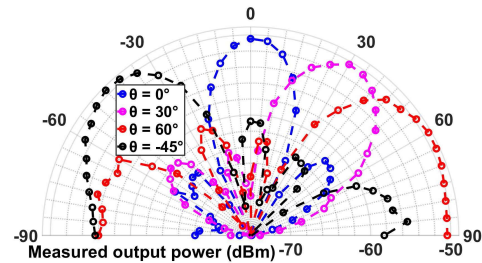 0
-30
30
-60
60
θ = 0°
θ = 30°
θ = 60°
θ = -45°
-90
-70
-60
-50
90
Measured output power (dBm)